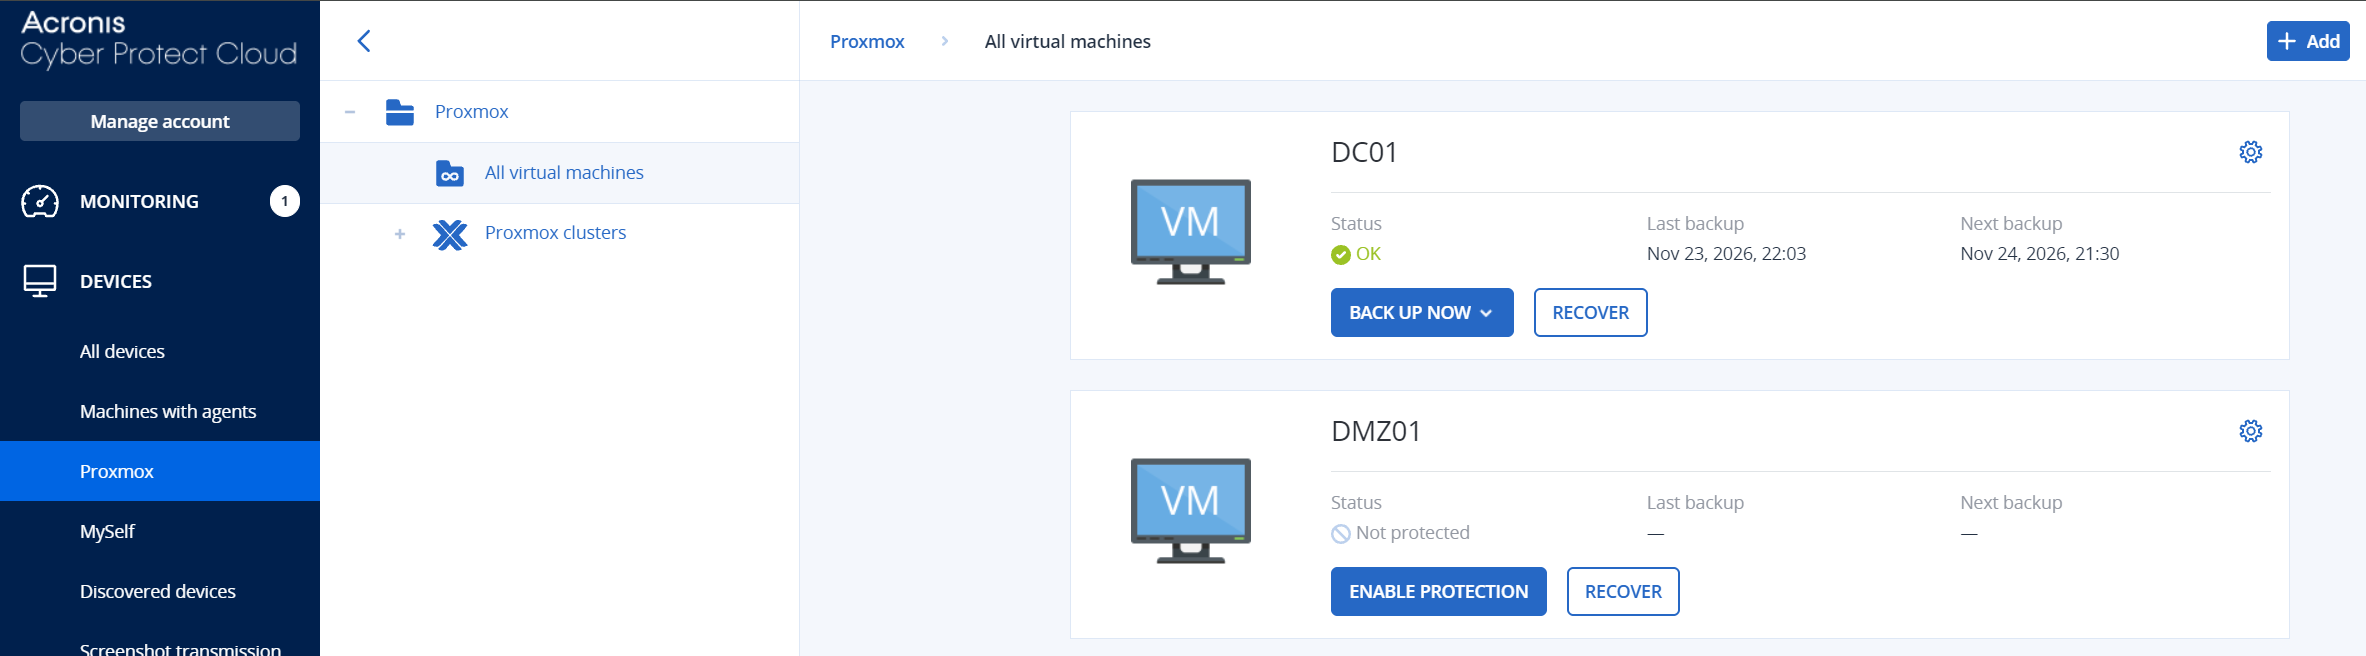 Acronis
Cyber Protect Cloud
Manage account
MONITORING 1
DEVICES
All devices
Machines with agents
Proxmox
MySelf
Discovered devices
Screenshot transmission
Proxmox
All virtual machines
Proxmox clusters
Proxmox All virtual machines
Add
VM
DC01
Status Last backup Next backup
OK Nov 23, 2026, 22:03 Nov 24, 2026, 21:30
BACK UP NOW RECOVER
VM
DMZ01
Status Last backup Next backup
Not protected — —
ENABLE PROTECTION RECOVER